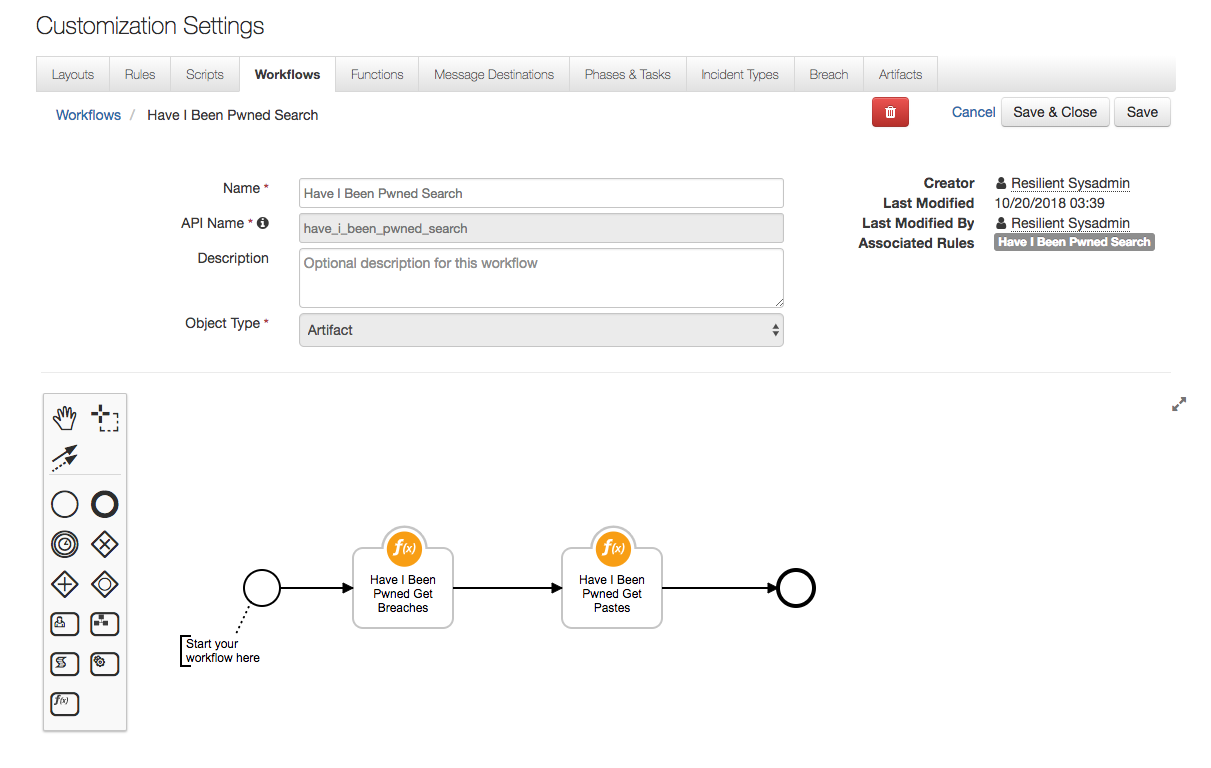 Customization Settings
Layouts Rules Scripts Workflows Functions Message Destinations Phases & Tasks Incident Types Breach Artifacts
Workflows / Have I Been Pwned Search Cancel Save & Close Save
Name * Have I Been Pwned Search
API Name * have_i_been_pwned_search
Description Optional description for this workflow
Object Type * Artifact
Creator Resilient Sysadmin
Last Modified 10/20/2018 03:39
Last Modified By Resilient Sysadmin
Associated Rules Have I Been Pwned Search
f(x) f(x)
Have I Been
Pwned Get
Breaches
Have I Been
Pwned Get
Pastes
Start your
workflow here
f(x)